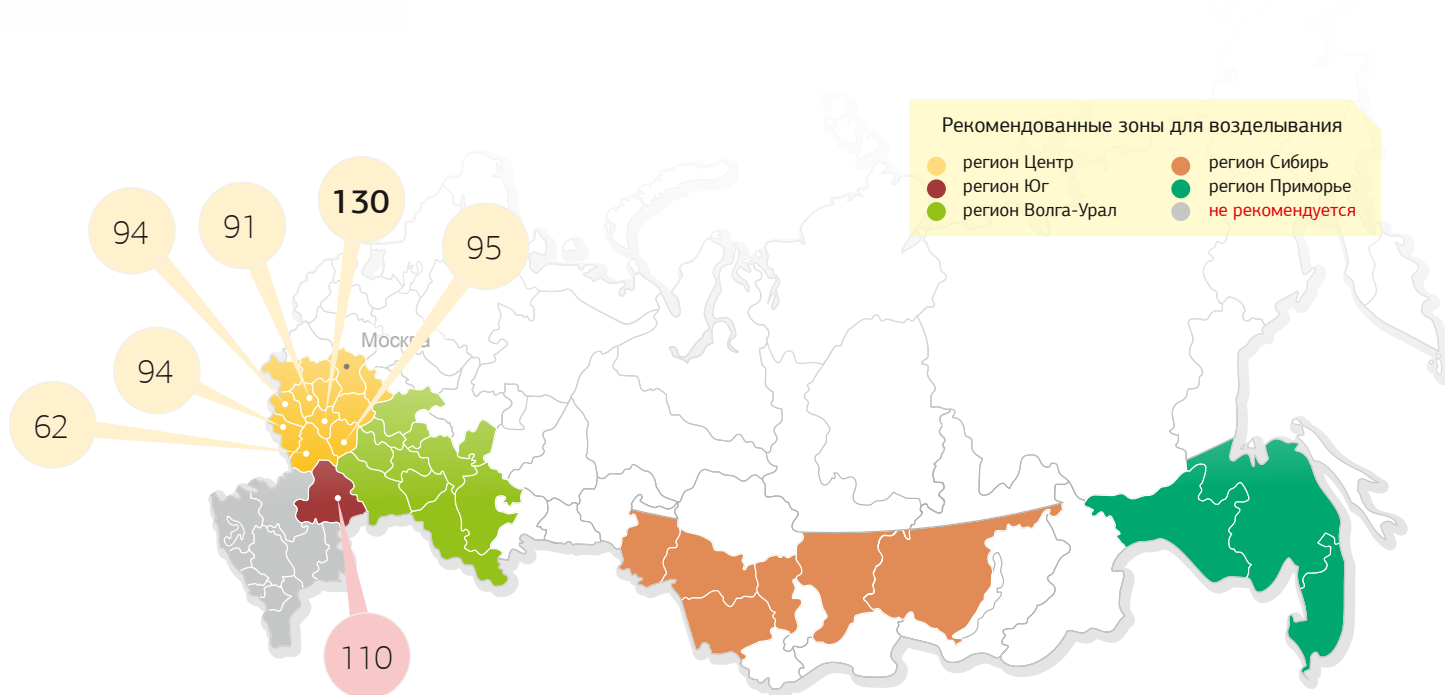 Рекомендованные зоны для возделывания
регион Центр
регион Юг
регион Волга-Урал
регион Сибирь
регион Приморье
не рекомендуется
130
94
91
95
Москва
94
62
110